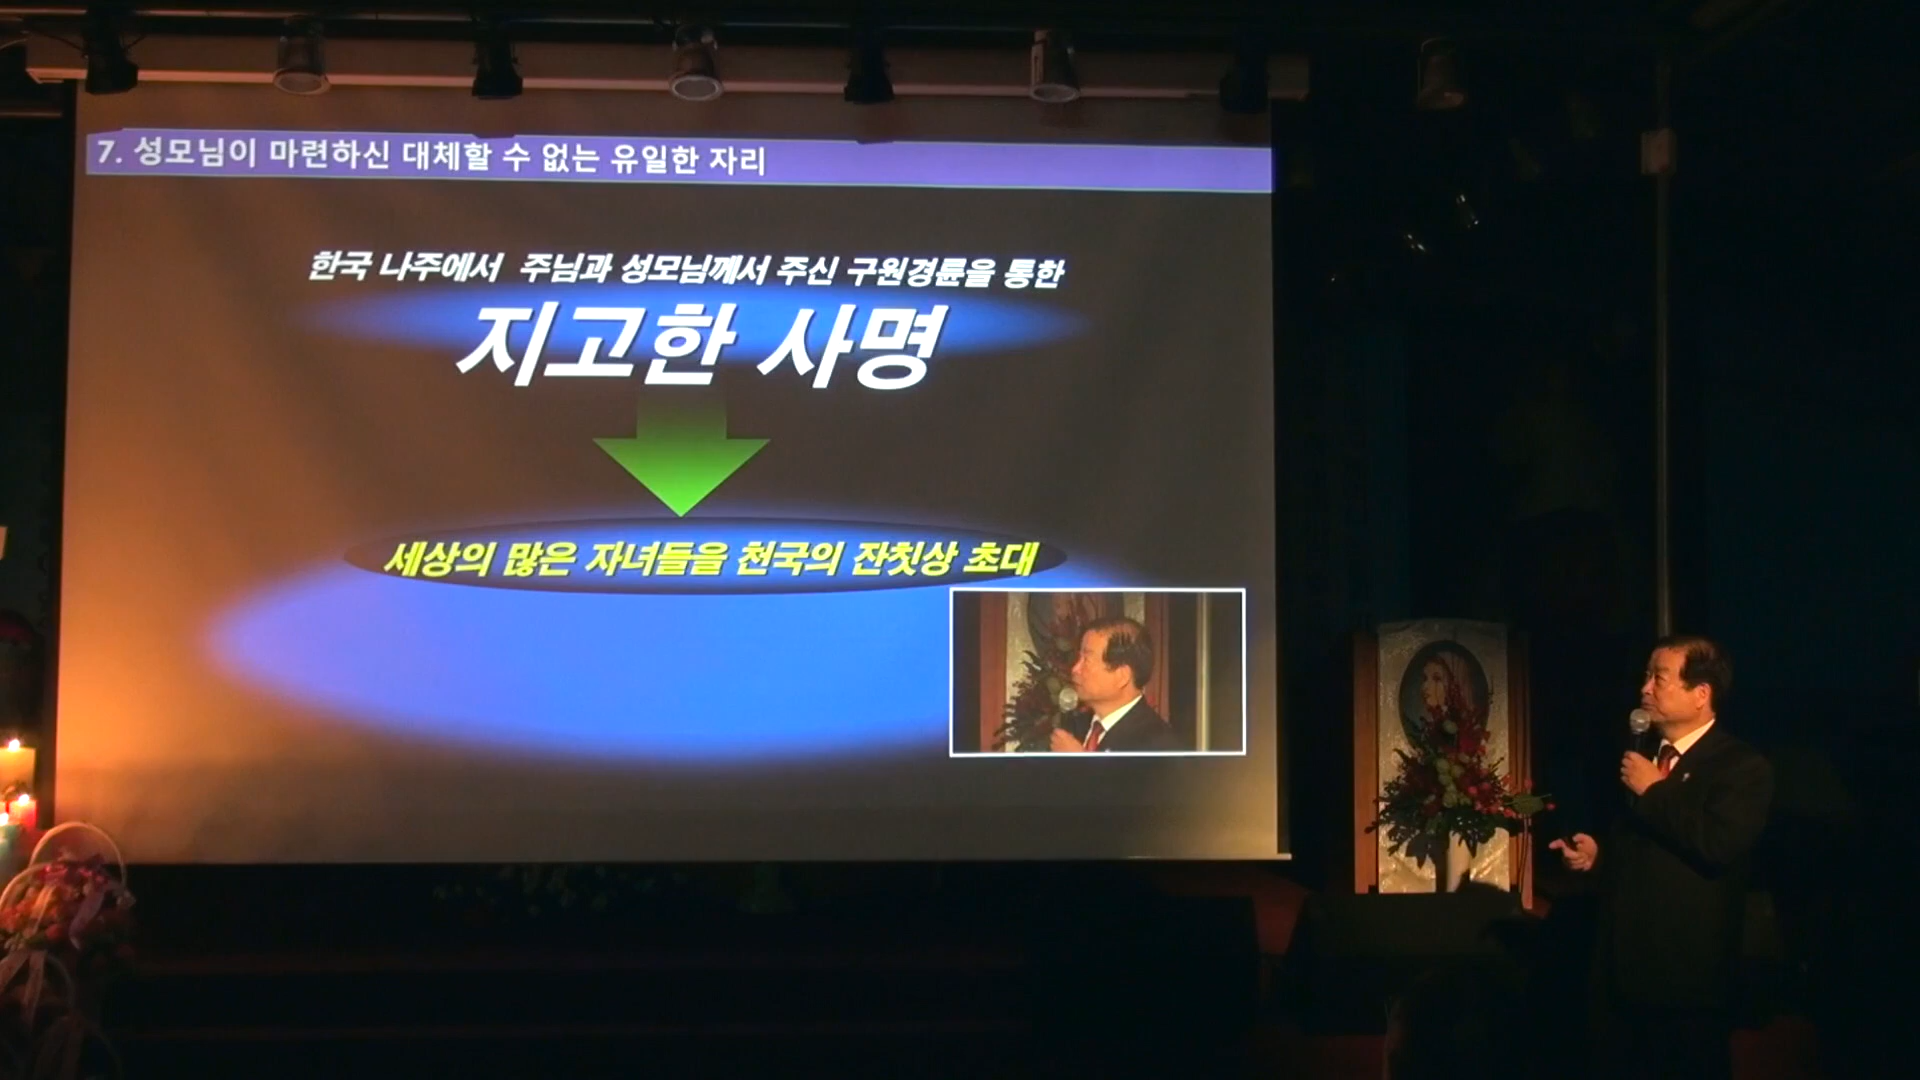 7. 성모님이 마련하신 대체할 수 없는 유일한 자리
한국 나주에서 주님과 성모님께서 주신 구원경륜을 통한
지고한 사명
세상의 많은 자녀들을 천국의 잔칫상 초대